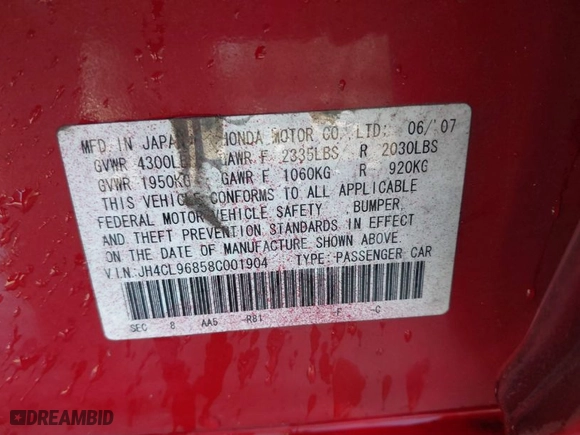 MFD. IN JAPAN HONDA MOTOR CO., LTD. 06/'07
GVWR 4300LBS GAWR F 2335LBS R 2030LBS
GVWR 1950KG GAWR F 1060KG R 920KG
THIS VEHICLE CONFORMS TO ALL APPLICABLE
FEDERAL MOTOR VEHICLE SAFETY, BUMPER,
AND THEFT PREVENTION STANDARDS IN EFFECT
ON THE DATE OF MANUFACTURE SHOWN ABOVE.
V.I.N:JH4CL96858C001904 TYPE:PASSENGER CAR
SEC 8 AA5 -R81 -F -C
DREAMBID